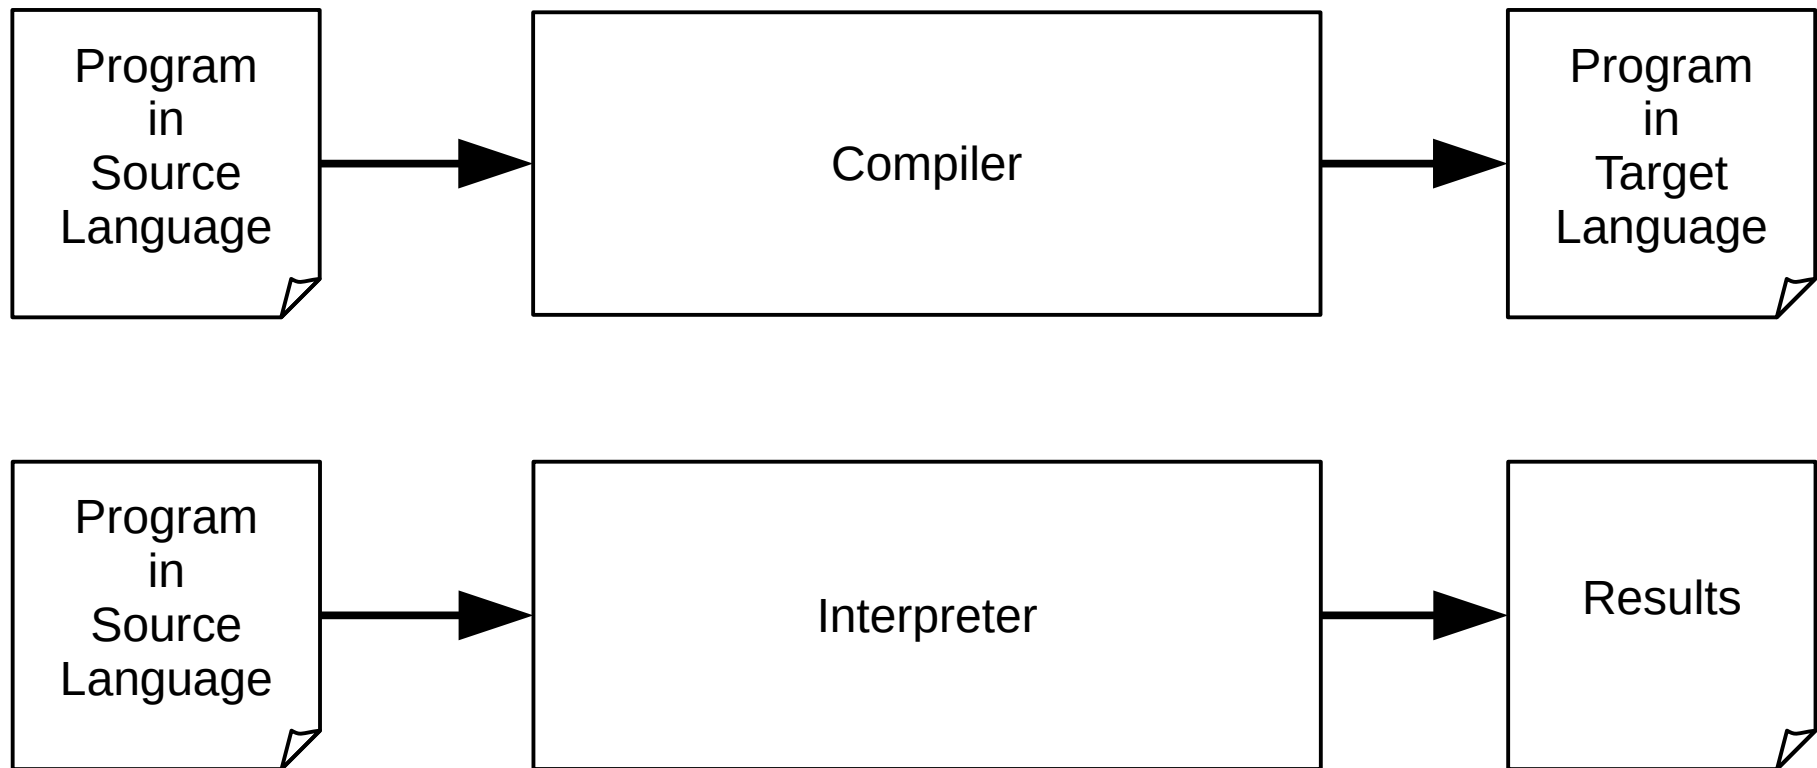 Program
in
Source
Language
Compiler
Program
in
Target
Language
Program
in
Source
Language
Interpreter
Results